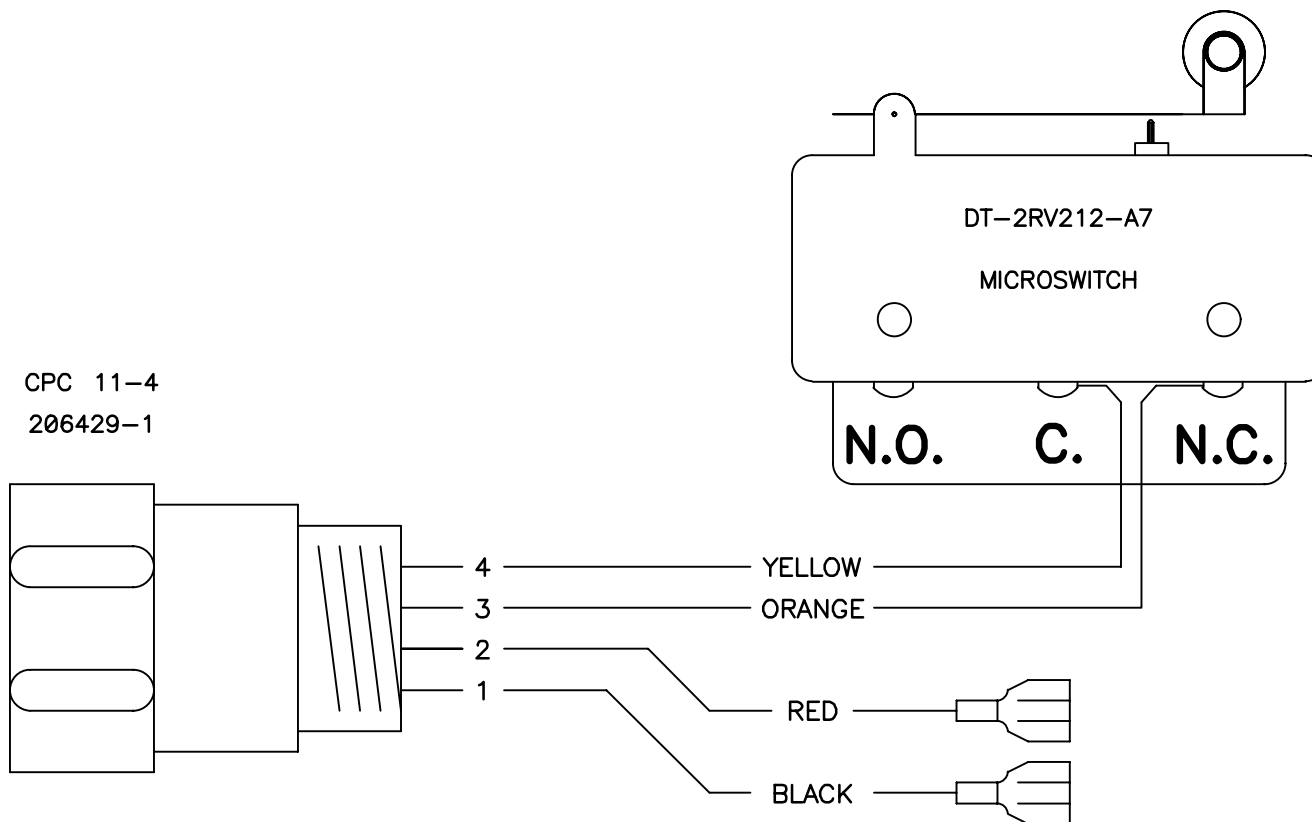 DT-2RV212-A7
MICROSWITCH
CPC 11-4
206429-1
N.O. C. N.C.
4 YELLOW
3 ORANGE
2
1
RED
BLACK